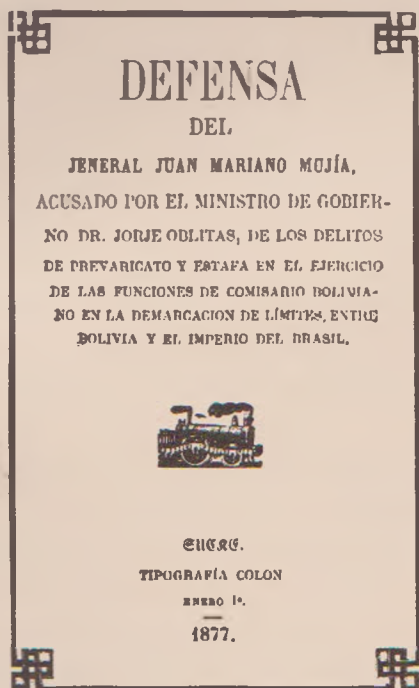 DEFENSA
DEL
JENERAL JUAN MARIANO MUJÍA,
ACUSADO POR EL MINISTRO DE GOBIER-
NO DR. JORJE OBLITAS, DE LOS DELITOS
DE PREVARICATO Y ESTAFA EN EL EJERCICIO
DE LAS FUNCIONES DE COMISARIO BOLIVIA-
NO EN LA DEMARCACION DE LÍMITES, ENTRE
BOLIVIA Y EL IMPERIO DEL BRASIL.
SUCRE.
TIPOGRAFÍA COLON
ENERO 1º.
1877.